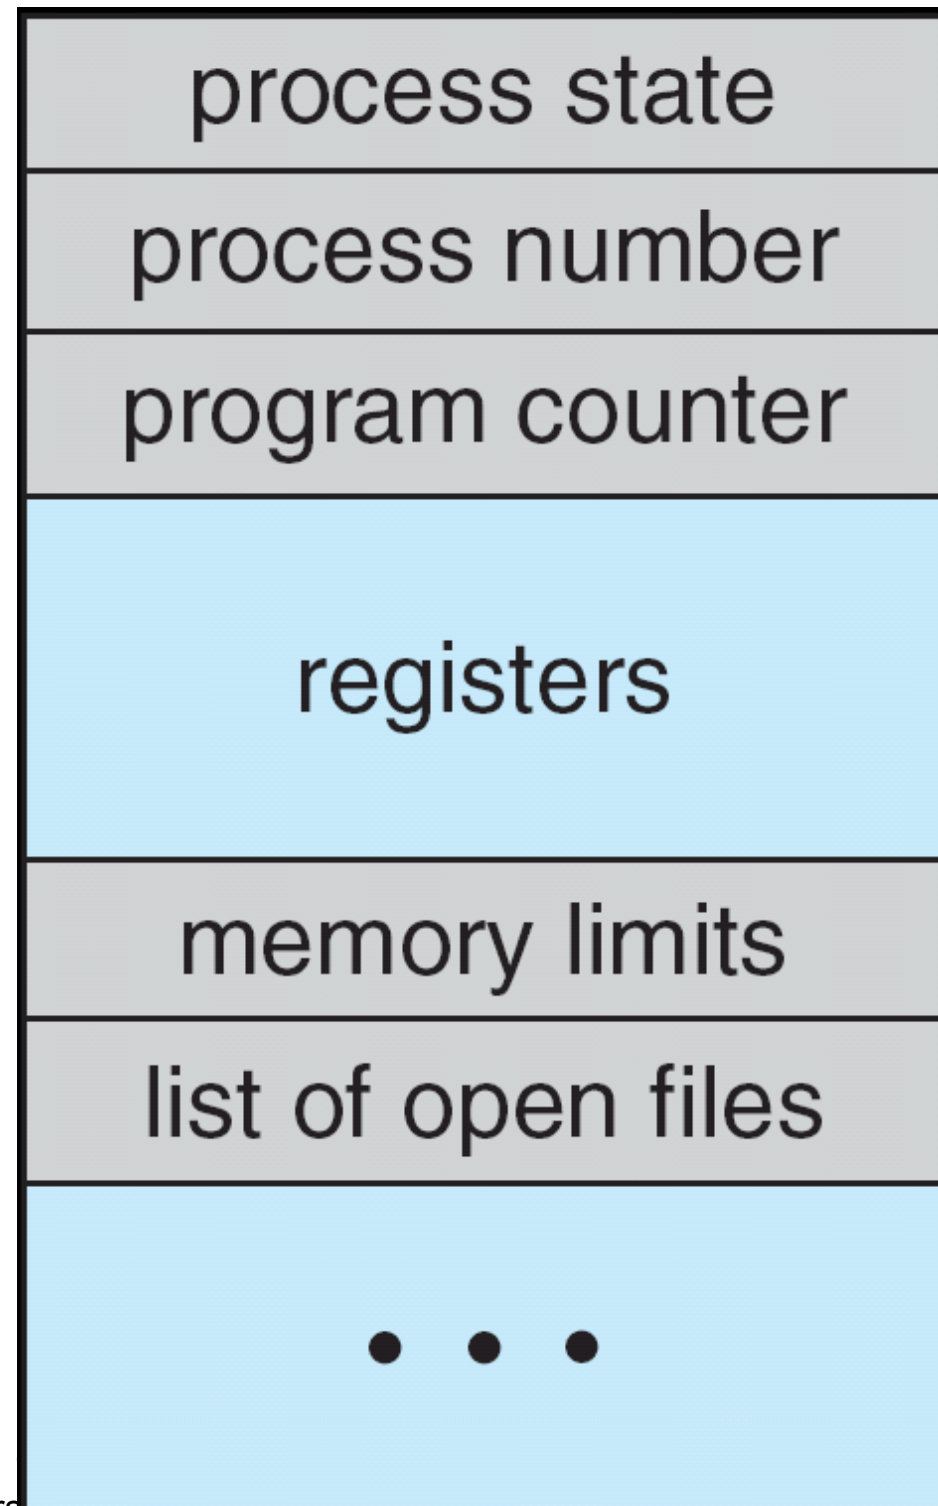 process state
process number
program counter
registers
memory limits
list of open files
• • •